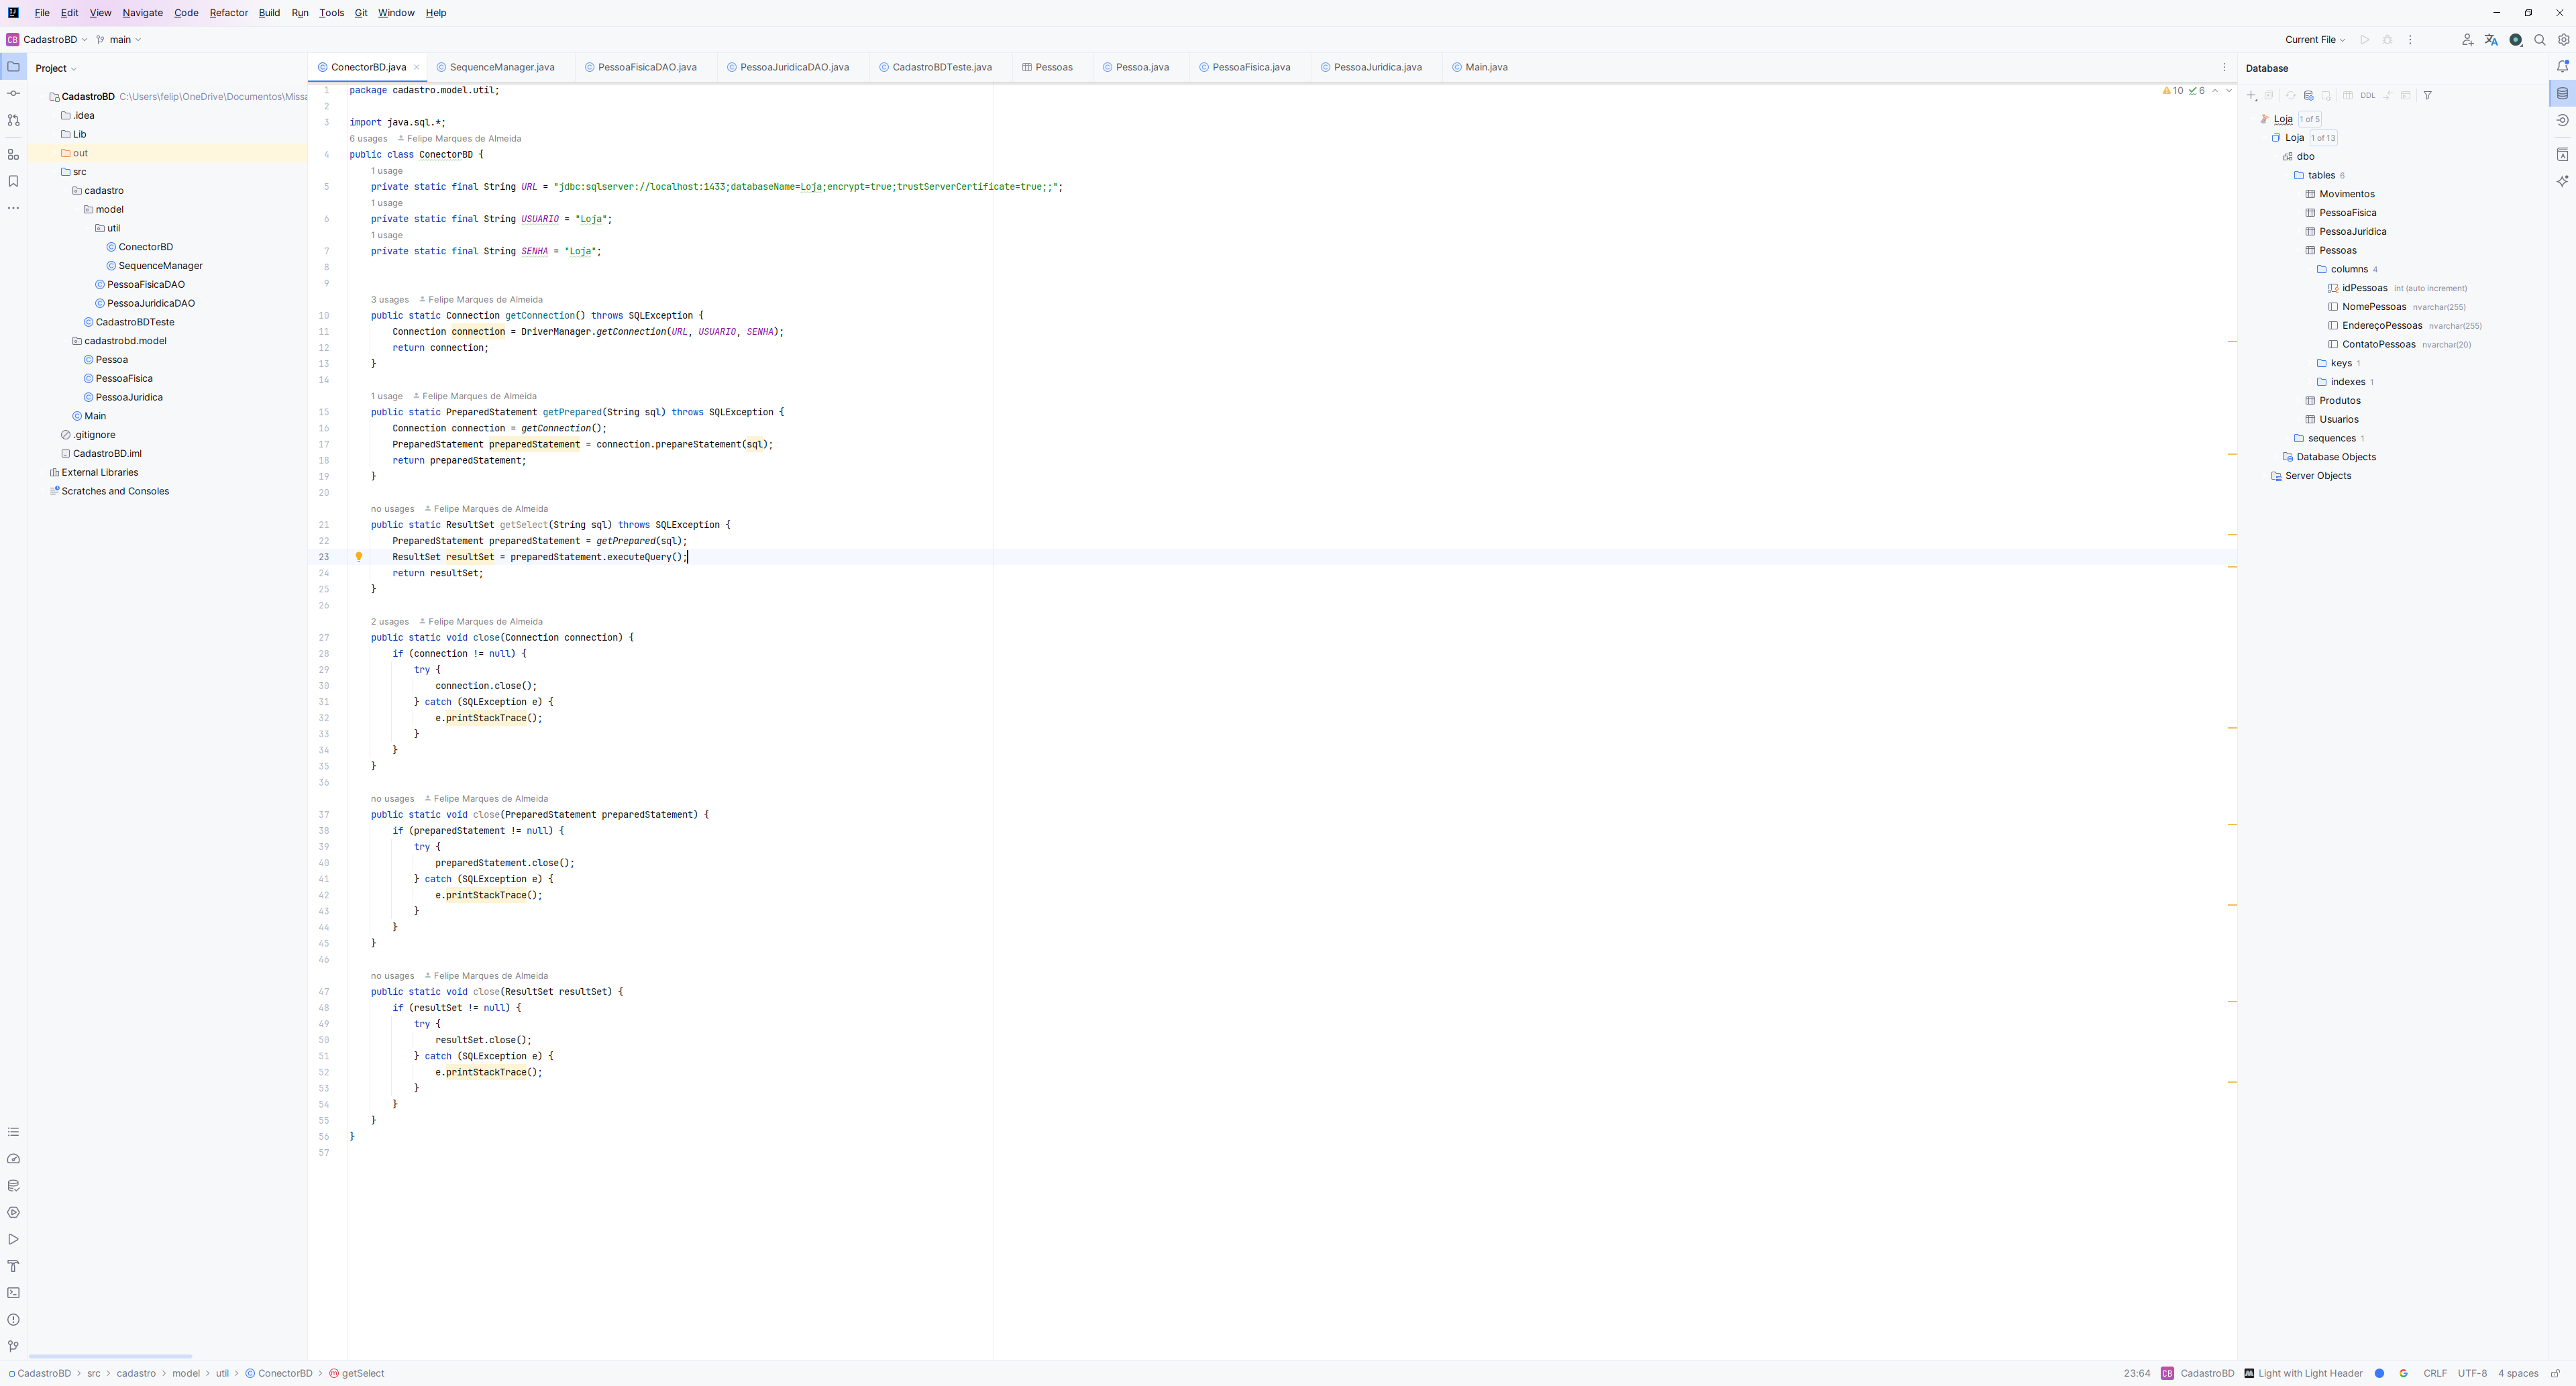 File Edit View Navigate Code Refactor Build Run Tools Git Window Help
CB CadastroBD main Current File
Project
ConectorBD.java SequenceManager.java PessoaFisicaDAO.java PessoaJuridicaDAO.java CadastroBDTeste.java Pessoas Pessoa.java PessoaFisica.java PessoaJuridica.java Main.java
Database
CadastroBD C:\Users\felip\OneDrive\Documentos\Missa
.idea
Lib
out
src
cadastro
model
util
ConectorBD
SequenceManager
PessoaFisicaDAO
PessoaJuridicaDAO
CadastroBDTeste
cadastrobd.model
Pessoa
PessoaFisica
PessoaJuridica
Main
.gitignore
CadastroBD.iml
External Libraries
Scratches and Consoles
10 6
1 package cadastro.model.util;
2
3 import java.sql.*;
6 usages Felipe Marques de Almeida
4 public class ConectorBD {
1 usage
5 private static final String URL = "jdbc:sqlserver://localhost:1433;databaseName=Loja;encrypt=true;trustServerCertificate=true;;";
1 usage
6 private static final String USUARIO = "Loja";
1 usage
7 private static final String SENHA = "Loja";
8
9
3 usages Felipe Marques de Almeida
10 public static Connection getConnection() throws SQLException {
11 Connection connection = DriverManager.getConnection(URL, USUARIO, SENHA);
12 return connection;
13 }
14
1 usage Felipe Marques de Almeida
15 public static PreparedStatement getPrepared(String sql) throws SQLException {
16 Connection connection = getConnection();
17 PreparedStatement preparedStatement = connection.prepareStatement(sql);
18 return preparedStatement;
19 }
20
no usages Felipe Marques de Almeida
21 public static ResultSet getSelect(String sql) throws SQLException {
22 PreparedStatement preparedStatement = getPrepared(sql);
23 ResultSet resultSet = preparedStatement.executeQuery();
24 return resultSet;
25 }
26
2 usages Felipe Marques de Almeida
27 public static void close(Connection connection) {
28 if (connection != null) {
29 try {
30 connection.close();
31 } catch (SQLException e) {
32 e.printStackTrace();
33 }
34 }
35 }
36
no usages Felipe Marques de Almeida
37 public static void close(PreparedStatement preparedStatement) {
38 if (preparedStatement != null) {
39 try {
40 preparedStatement.close();
41 } catch (SQLException e) {
42 e.printStackTrace();
43 }
44 }
45 }
46
no usages Felipe Marques de Almeida
47 public static void close(ResultSet resultSet) {
48 if (resultSet != null) {
49 try {
50 resultSet.close();
51 } catch (SQLException e) {
52 e.printStackTrace();
53 }
54 }
55 }
56 }
57
DDL
Loja 1 of 5
Loja 1 of 13
dbo
tables 6
Movimentos
PessoaFisica
PessoaJuridica
Pessoas
columns 4
idPessoas int (auto increment)
NomePessoas nvarchar(255)
EndereçoPessoas nvarchar(255)
ContatoPessoas nvarchar(20)
keys 1
indexes 1
Produtos
Usuarios
sequences 1
Database Objects
Server Objects
CadastroBD > src > cadastro > model > util > ConectorBD > getSelect
23:64 CB CadastroBD Light with Light Header CRLF UTF-8 4 spaces